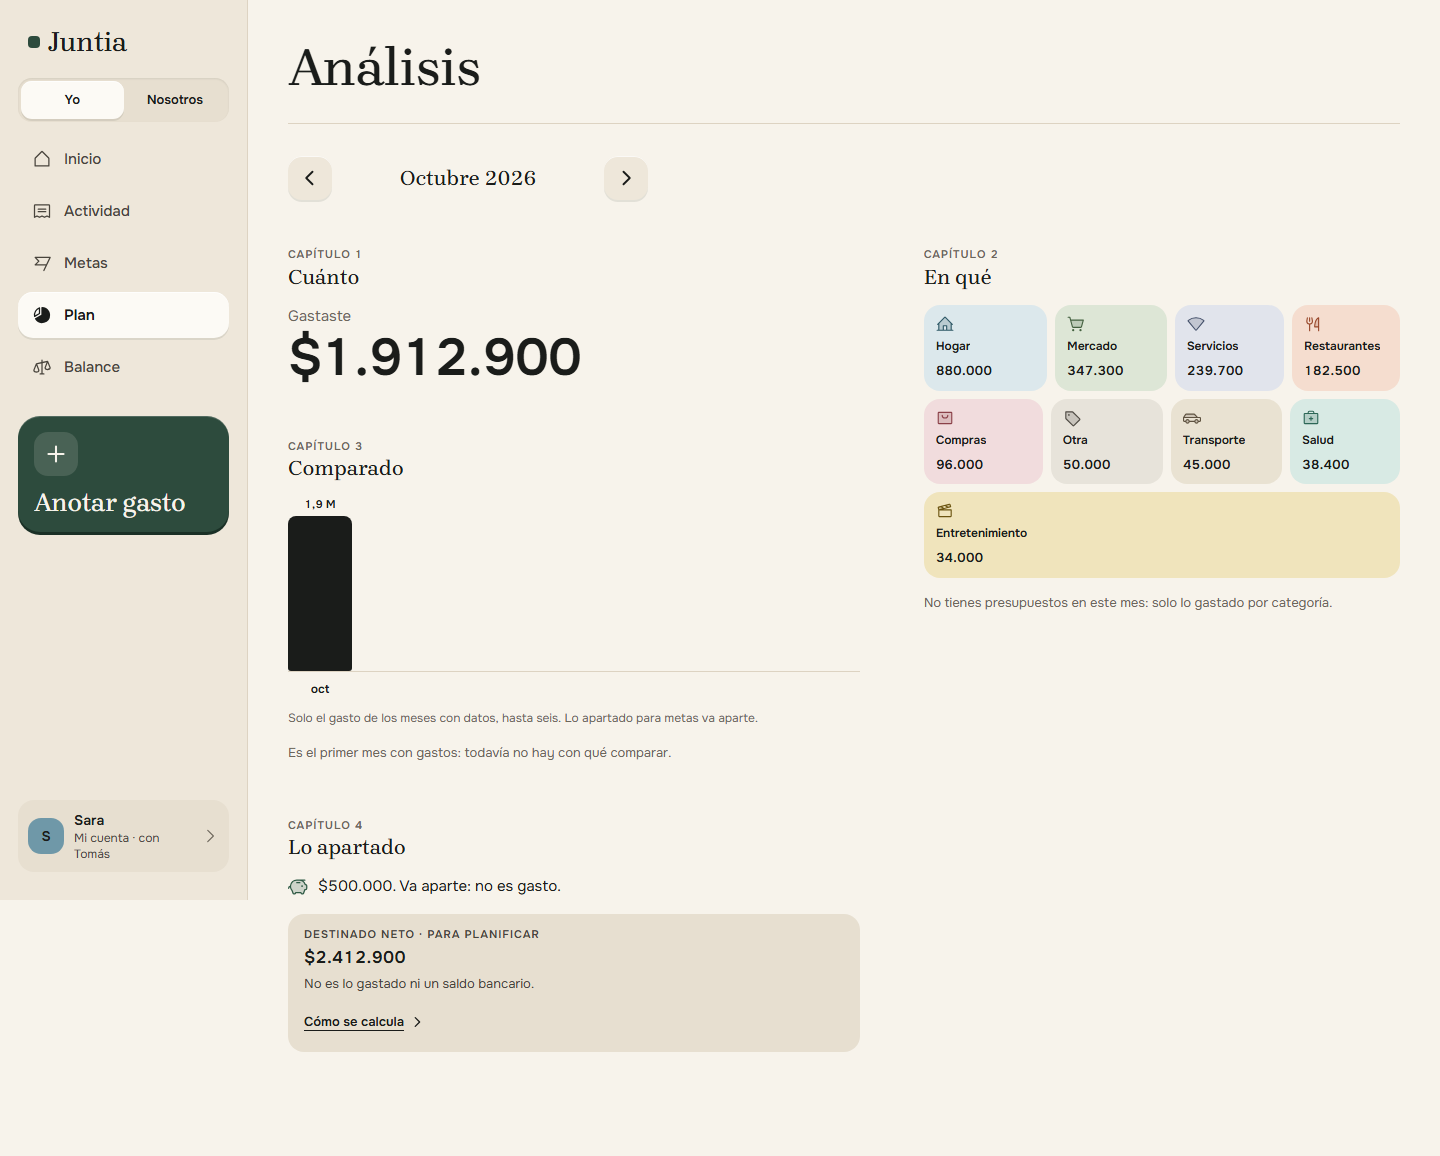 Juntia
Yo
Nosotros
Inicio
Actividad
Metas
Plan
Balance
Anotar gasto
Sara
Mi cuenta · con
Tomás
Análisis
Octubre 2026
CAPÍTULO 1
Cuánto
Gastaste
$1.912.900
CAPÍTULO 2
En qué
Hogar
880.000
Mercado
347.300
Servicios
239.700
Restaurantes
182.500
Compras
96.000
Otra
50.000
Transporte
45.000
Salud
38.400
Entretenimiento
34.000
No tienes presupuestos en este mes: solo lo gastado por categoría.
CAPÍTULO 3
Comparado
1,9 M
oct
Solo el gasto de los meses con datos, hasta seis. Lo apartado para metas va aparte.
Es el primer mes con gastos: todavía no hay con qué comparar.
CAPÍTULO 4
Lo apartado
$500.000. Va aparte: no es gasto.
DESTINADO NETO · PARA PLANIFICAR
$2.412.900
No es lo gastado ni un saldo bancario.
Cómo se calcula
S